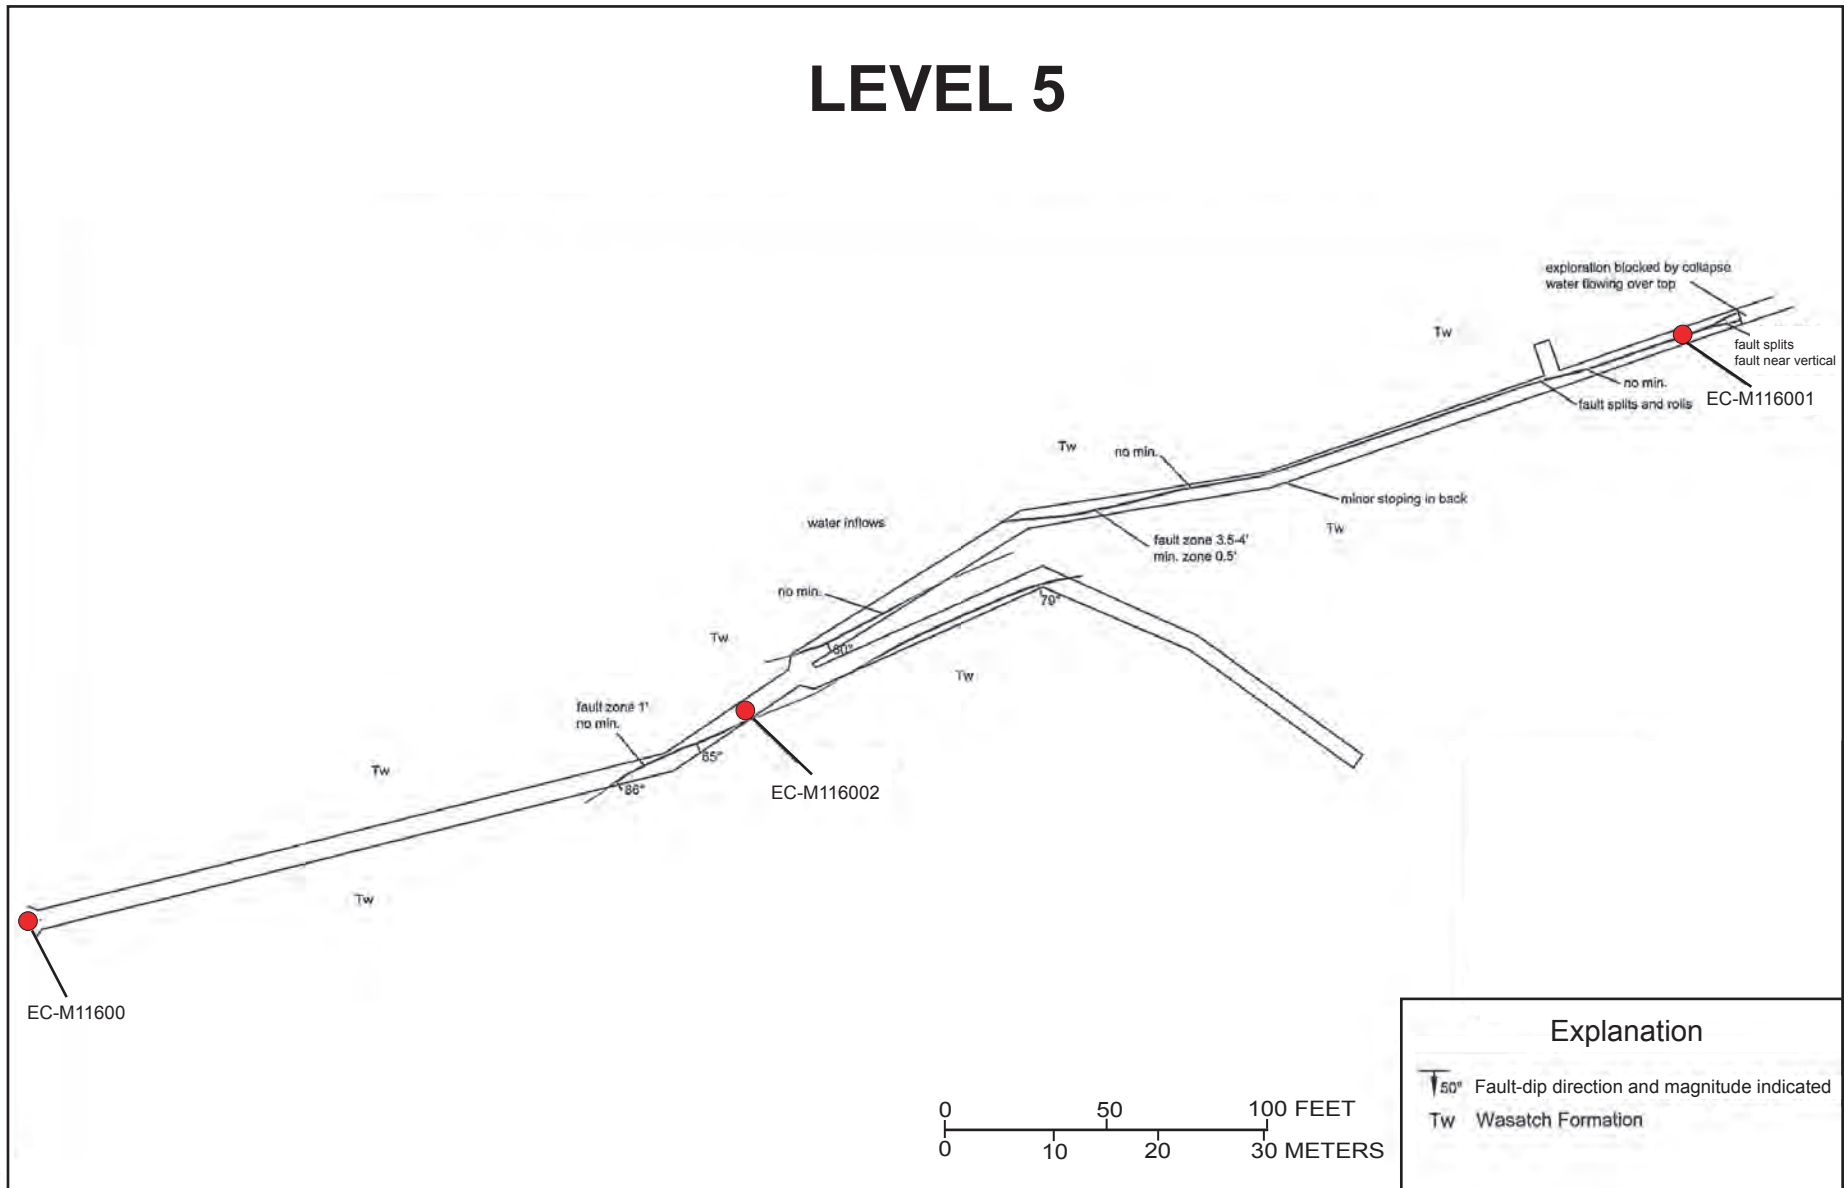 LEVEL 5
exploration blocked by collapse
water flowing over top
Tw
fault splits
fault near vertical
no min.
EC-M116001
fault splits and rolls
Tw
no min.
minor stoping in back
water inflows
Tw
fault zone 3.5-4'
min. zone 0.5'
no min.
70°
Tw
80°
Tw
fault zone 1'
no min.
65°
Tw
86°
EC-M116002
Tw
EC-M11600
Explanation
50° Fault-dip direction and magnitude indicated
Tw Wasatch Formation
0 50 100 FEET
0 10 20 30 METERS